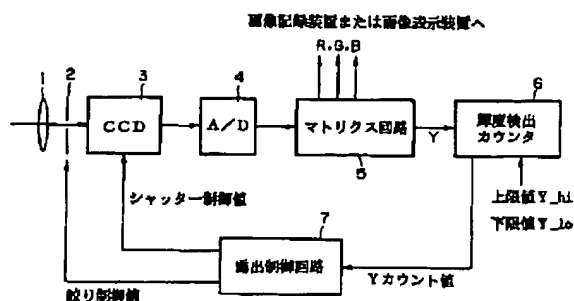 画像記録装置または画像表示装置へ
R.G.B
1
2
3
4
6
CCD
A/D
マトリクス回路
Y
輝度検出
カウンタ
5
シャッター制御値
上限値Y_hi
下限値Y_lo
7
露出制御回路
Yカウント値
絞り制御値